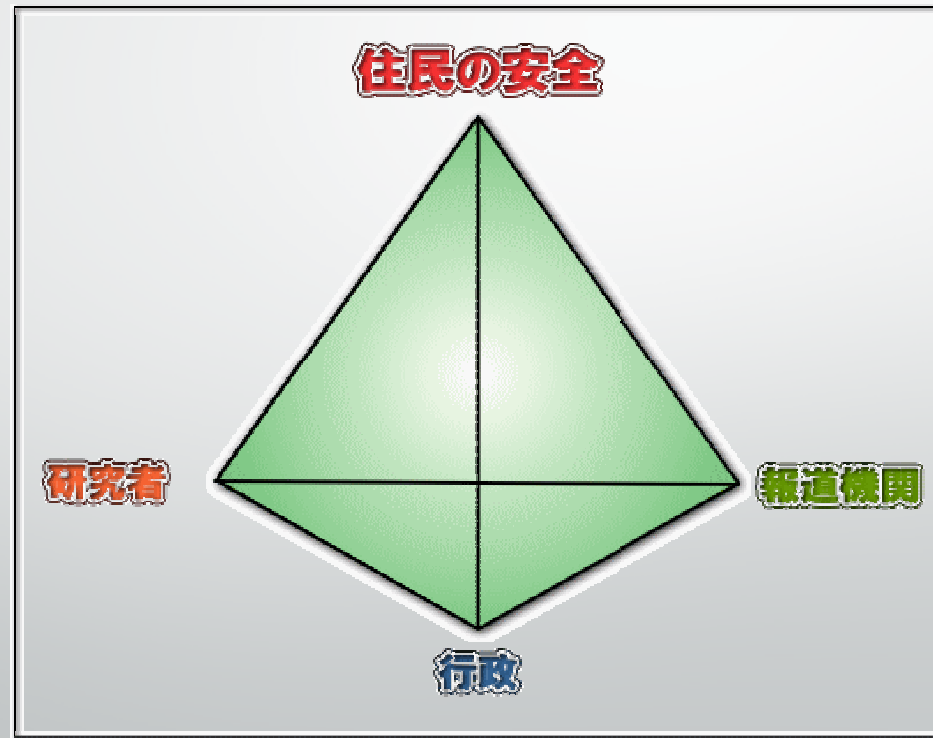 住民の安全
研究者
報道機関
行政